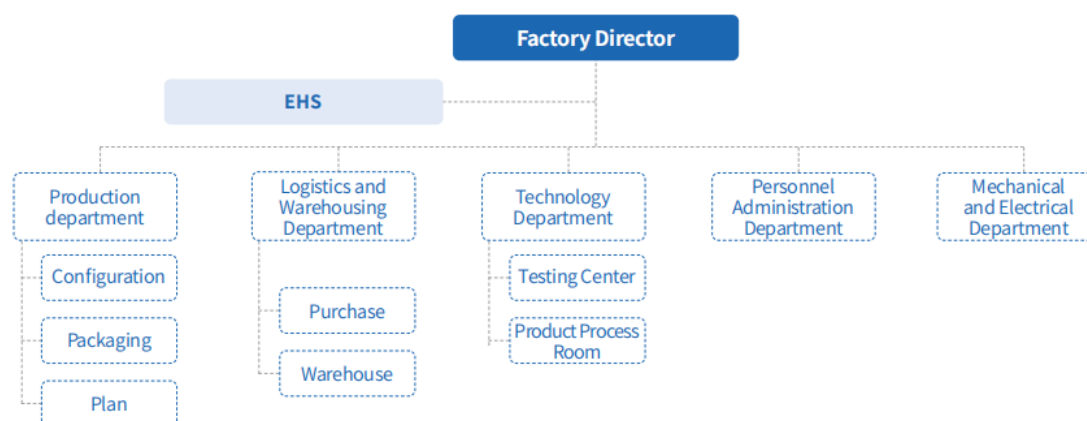 Factory Director
EHS
Production
department
Logistics and
Warehousing
Department
Technology
Department
Personnel
Administration
Department
Mechanical
and Electrical
Department
Configuration
Packaging
Plan
Purchase
Warehouse
Testing Center
Product Process
Room